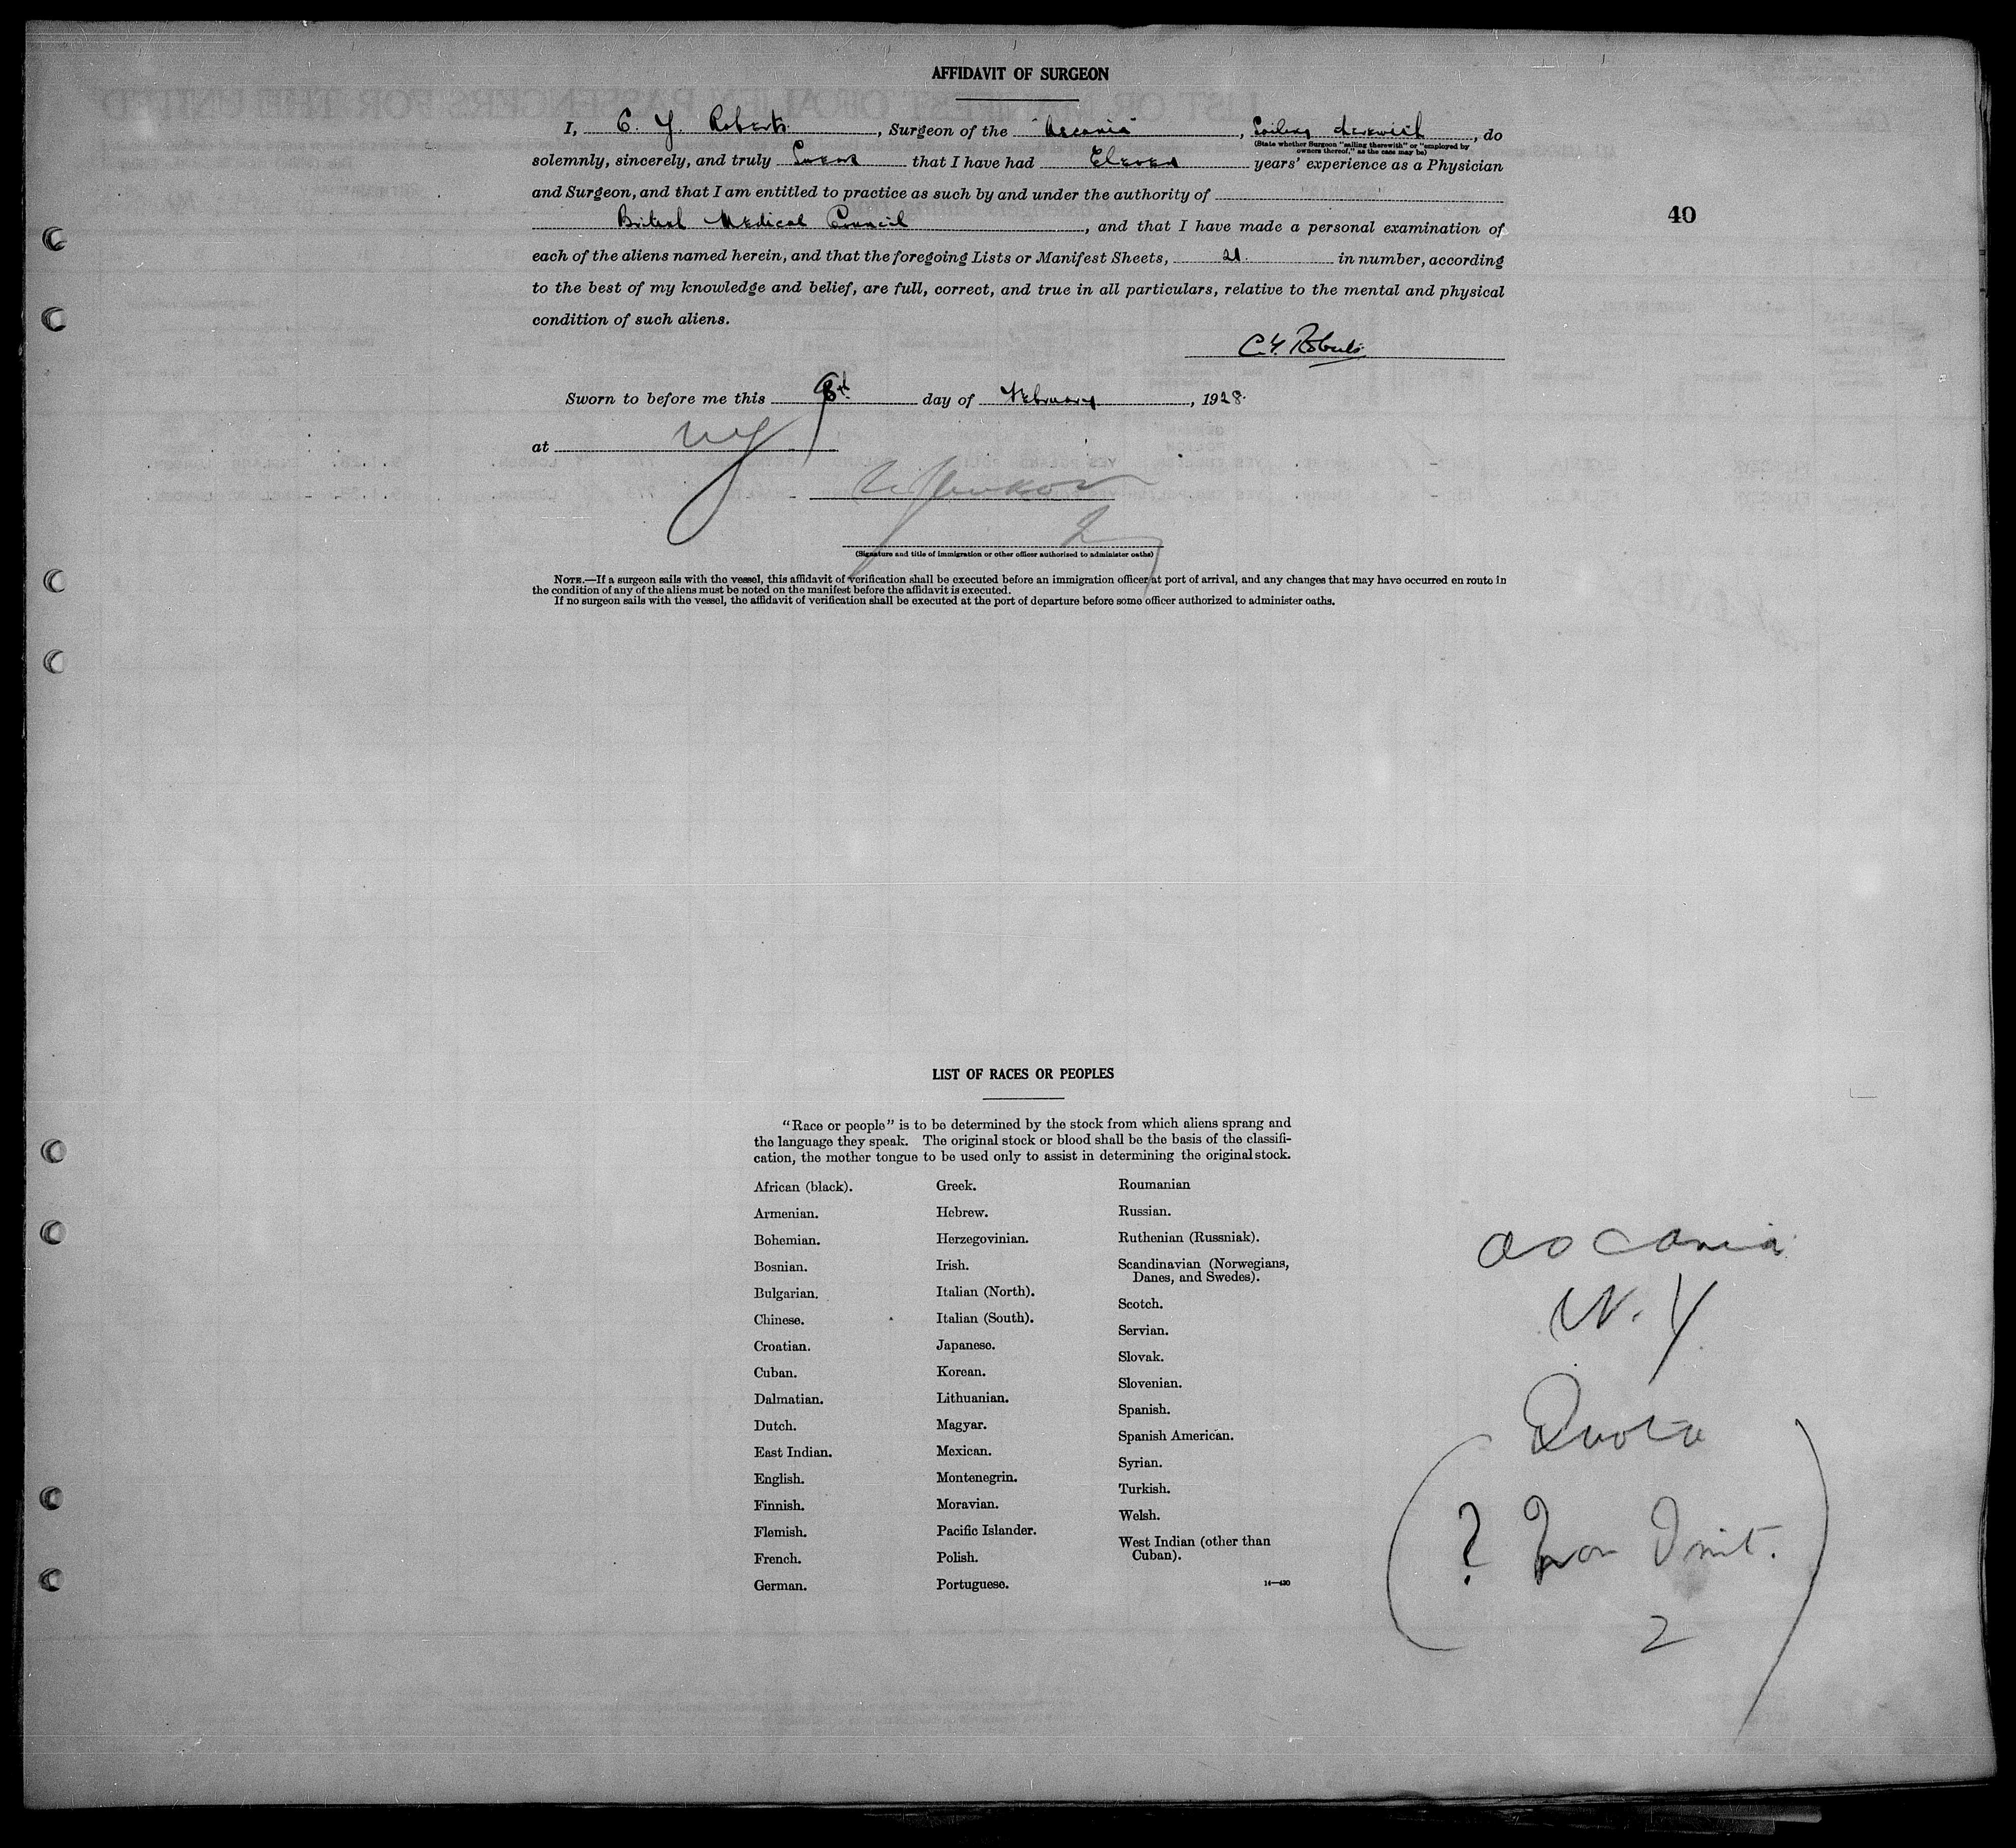 AFFIDAVIT OF SURGEON
I, C. Y. Roberts, Surgeon of the "Ascania", Sailing therewith, do
(State whether Surgeon "sailing therewith" or "employed by
owners thereof," as the case may be)
solemnly, sincerely, and truly Swear that I have had Eleven years' experience as a Physician
and Surgeon, and that I am entitled to practice as such by and under the authority of
British Medical Council, and that I have made a personal examination of
40
each of the aliens named herein, and that the foregoing Lists or Manifest Sheets, 21 in number, according
to the best of my knowledge and belief, are full, correct, and true in all particulars, relative to the mental and physical
condition of such aliens.
C. Y. Roberts
Sworn to before me this day of February, 1928.
at NY
(Signature and title of immigration or other officer authorized to administer oaths)
NOTE.—If a surgeon sails with the vessel, this affidavit of verification shall be executed before an immigration officer at port of arrival, and any changes that may have occurred en route in
the condition of any of the aliens must be noted on the manifest before the affidavit is executed.
If no surgeon sails with the vessel, the affidavit of verification shall be executed at the port of departure before some officer authorized to administer oaths.
LIST OF RACES OR PEOPLES
"Race or people" is to be determined by the stock from which aliens sprang and
the language they speak. The original stock or blood shall be the basis of the classifi-
cation, the mother tongue to be used only to assist in determining the original stock.
African (black).
Armenian.
Bohemian.
Bosnian.
Bulgarian.
Chinese.
Croatian.
Cuban.
Dalmatian.
Dutch.
East Indian.
English.
Finnish.
Flemish.
French.
German.
Greek.
Hebrew.
Herzegovinian.
Irish.
Italian (North).
Italian (South).
Japanese.
Korean.
Lithuanian.
Magyar.
Mexican.
Montenegrin.
Moravian.
Pacific Islander.
Polish.
Portuguese.
Roumanian
Russian.
Ruthenian (Russniak).
Scandinavian (Norwegians,
Danes, and Swedes).
Scotch.
Servian.
Slovak.
Slovenian.
Spanish.
Spanish American.
Syrian.
Turkish.
Welsh.
West Indian (other than
Cuban).
14—430
Ascania
N. Y
Quota
?
2